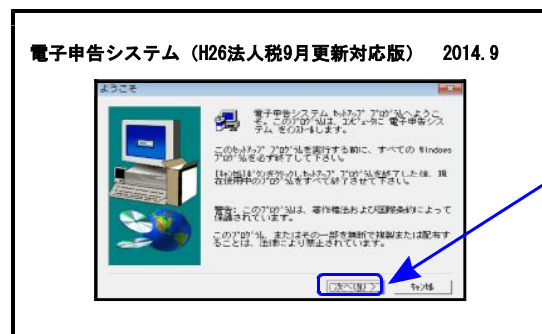 電子申告システム（H26法人税9月更新対応版）　2014.9
ようこそ
電子申告システム ｾｯﾄｱｯﾌﾟ ﾌﾟﾛｸﾞﾗﾑへようこ
そ。このﾌﾟﾛｸﾞﾗﾑは、ｺﾝﾋﾟｭｰﾀに 電子申告シス
テム をｲﾝｽﾄｰﾙします。
このｾｯﾄｱｯﾌﾟ ﾌﾟﾛｸﾞﾗﾑを実行する前に、すべての Windows
ﾌﾟﾛｸﾞﾗﾑを必ず終了して下さい。
[ｷｬﾝｾﾙ]ﾎﾞﾀﾝをｸﾘｯｸしｾｯﾄｱｯﾌﾟ ﾌﾟﾛｸﾞﾗﾑを終了した後、現
在使用中のﾌﾟﾛｸﾞﾗﾑをすべて終了させて下さい。
警告: このﾌﾟﾛｸﾞﾗﾑは、著作権法および国際条約によって
保護されています。
このﾌﾟﾛｸﾞﾗﾑ、またはその一部を無断で複製または配布す
ることは、法律により禁止されています。
次へ(N) >
ｷｬﾝｾﾙ